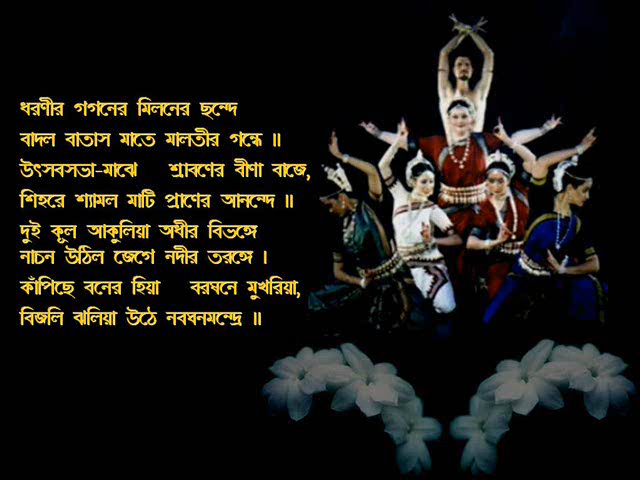 ধরণীর গগনের মিলনের ছন্দে
বাদল বাতাস মাতে মালতীর গন্ধে ॥
উৎসবসভা-মাঝে শ্রাবণের বীণা বাজে,
শিহরে শ্যামল মাটি প্রাণের আনন্দে ॥
দুই কূল আকুলিয়া অধীর বিভঙ্গে
নাচন উঠিল জেগে নদীর তরঙ্গে ।
কাঁপিছে বনের হিয়া বরষনে মুখরিয়া,
বিজলি ঝলিয়া উঠে নবঘনমন্দ্রে ॥